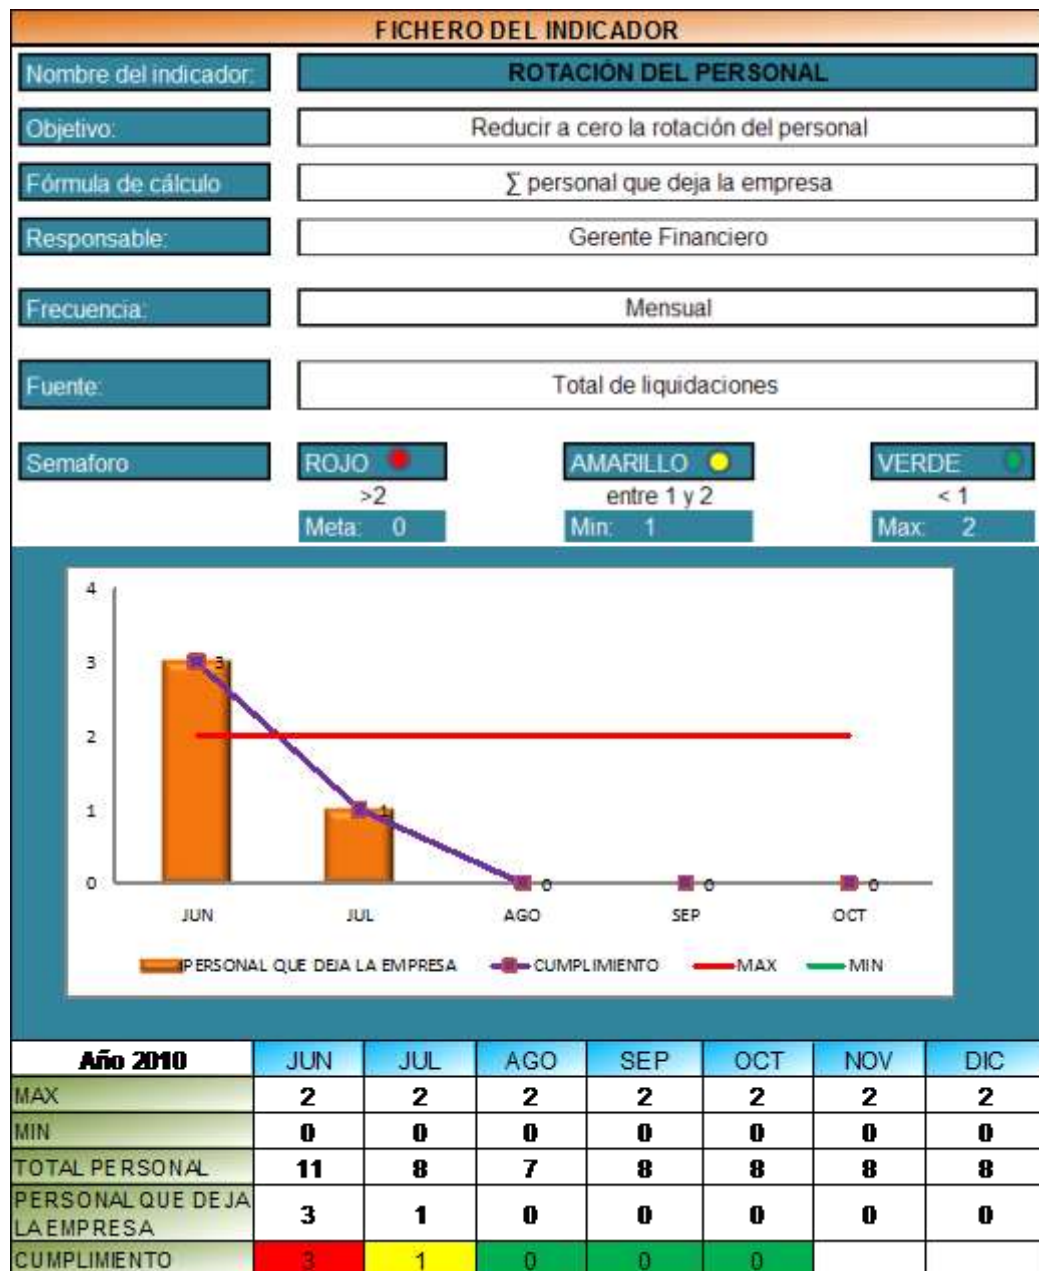 FICHERO DEL INDICADOR
Nombre del indicador: ROTACIÓN DEL PERSONAL
Objetivo: Reducir a cero la rotación del personal
Fórmula de cálculo ∑ personal que deja la empresa
Responsable: Gerente Financiero
Frecuencia: Mensual
Fuente: Total de liquidaciones
Semaforo ROJO AMARILLO VERDE
>2 entre 1 y 2 < 1
Meta: 0 Min: 1 Max: 2
4
3 3
2
1 1
0 0 0 0
JUN JUL AGO SEP OCT
PERSONAL QUE DEJA LA EMPRESA CUMPLIMIENTO MAX MIN
Año 2010 JUN JUL AGO SEP OCT NOV DIC
MAX 2 2 2 2 2 2 2
MIN 0 0 0 0 0 0 0
TOTAL PERSONAL 11 8 7 8 8 8 8
PERSONAL QUE DEJA
LA EMPRESA 3 1 0 0 0 0 0
CUMPLIMIENTO 3 1 0 0 0